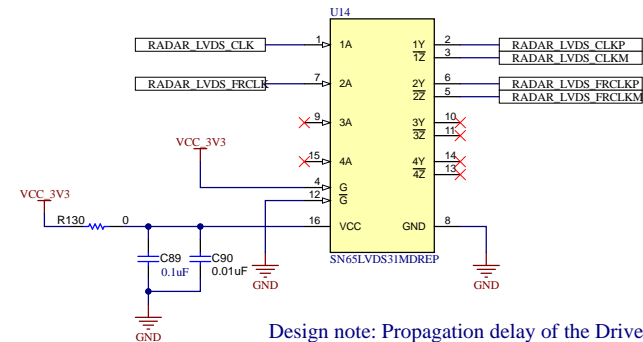 U14
RADAR_LVDS_CLK 1 1A 1Y 2 RADAR_LVDS_CLKP
1Z 3 RADAR_LVDS_CLKM
RADAR_LVDS_FRCLK 7 2A 2Y 6 RADAR_LVDS_FRCLKP
2Z 5 RADAR_LVDS_FRCLKM
9 3A 3Y 10
3Z 11
VCC_3V3 15 4A 4Y 14
4Z 13
4 G
12 G
VCC_3V3
R130 0 16 VCC GND 8
C89 C90 SN65LVDS31MDREP
0.1uF 0.01uF
GND GND
GND
Design note: Propagation delay of the Drive